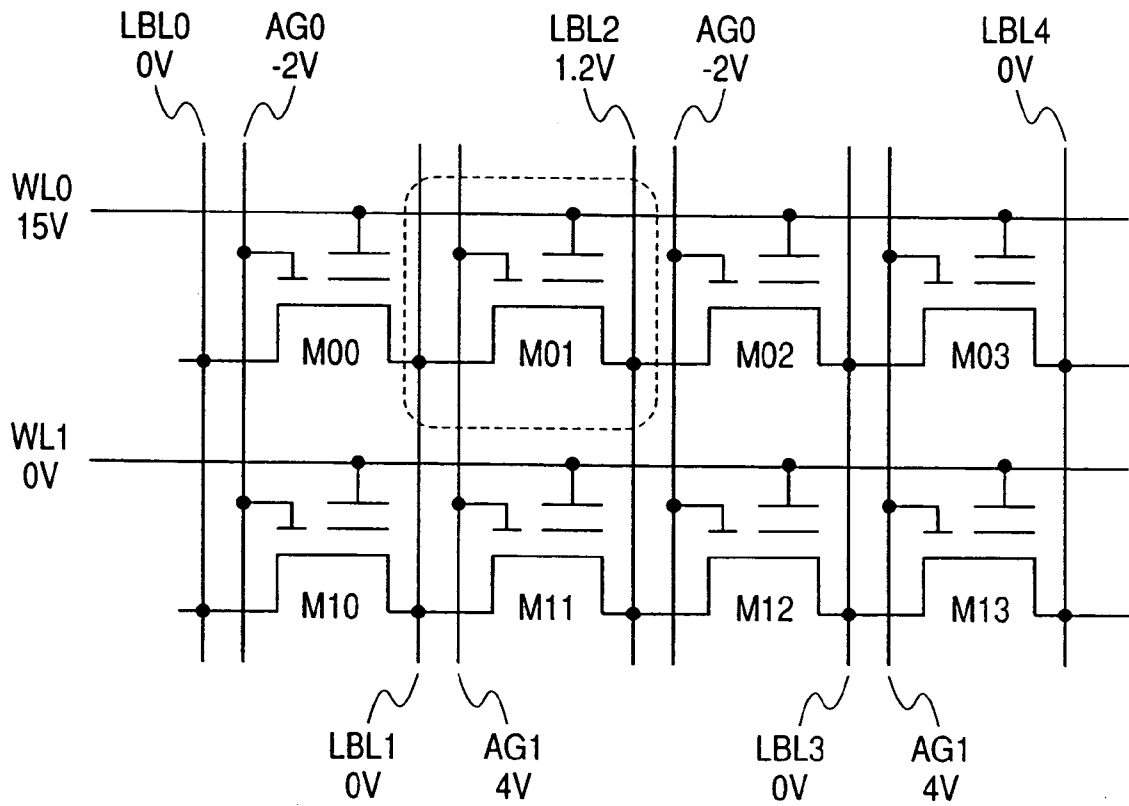 LBL0
0V
AG0
-2V
LBL2
1.2V
AG0
-2V
LBL4
0V
WL0
15V
M00
M01
M02
M03
WL1
0V
M10
M11
M12
M13
LBL1
0V
AG1
4V
LBL3
0V
AG1
4V